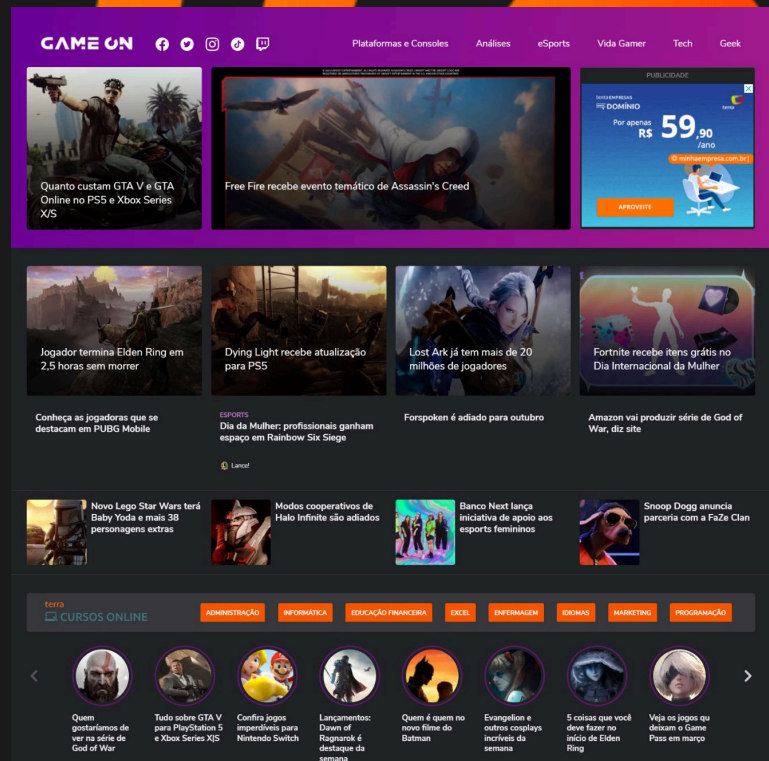 GAME ON
Plataformas e Consoles
Análises
eSports
Vida Gamer
Tech
Geek
PUBLICIDADE
DOMÍNIO
terra
Por apenas
R$ 59,90
/ano
minhaempresa.com.br|
APROVEITE
Quanto custam GTA V e GTA
Online no PS5 e Xbox Series
X/S
Free Fire recebe evento temático de Assassin's Creed
Jogador termina Elden Ring em
2,5 horas sem morrer
Dying Light recebe atualização
para PS5
Lost Ark já tem mais de 20
milhões de jogadores
Fortnite recebe itens grátis no
Dia Internacional da Mulher
Conheça as jogadoras que se
destacam em PUBG Mobile
ESPORTS
Dia da Mulher: profissionais ganham
espaço em Rainbow Six Siege
Lance!
Forspoken é adiado para outubro
Amazon vai produzir série de God of
War, diz site
Novo Lego Star Wars terá
Baby Yoda e mais 38
personagens extras
Modos cooperativos de
Halo Infinite são adiados
Banco Next lança
iniciativa de apoio aos
esports femininos
Snoop Dogg anuncia
parceria com a FaZe Clan
terra
CURSOS ONLINE
ADMINISTRAÇÃO
INFORMÁTICA
EDUCAÇÃO FINANCEIRA
EXCEL
ENFERMAGEM
IDIOMAS
MARKETING
PROGRAMAÇÃO
Quem
gostaríamos de
ver na série de
God of War
Tudo sobre GTA V
para PlayStation 5
e Xbox Series X|S
Confira jogos
imperdíveis para
Nintendo Switch
Lançamentos:
Dawn of
Ragnarok é
destaque da
semana
Quem é quem no
novo filme do
Batman
Evangelion e
outros cosplays
incríveis da
semana
5 coisas que você
deve fazer no
início de Elden
Ring
Veja os jogos qu
deixam o Game
Pass em março